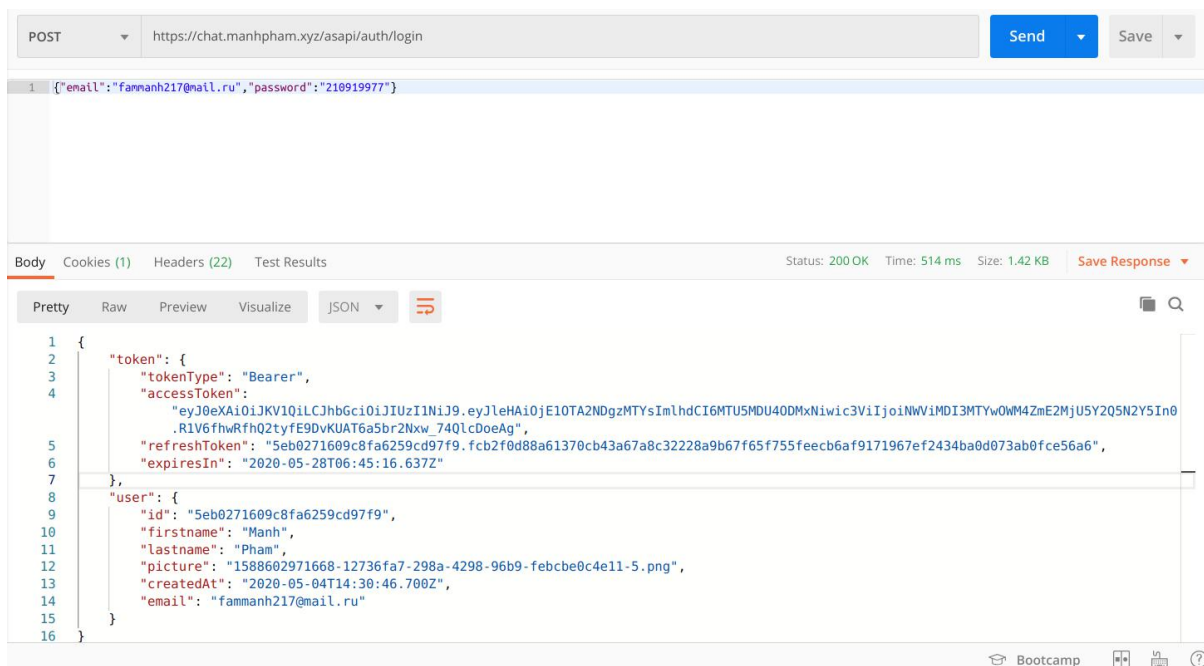 POST https://chat.manhpham.xyz/asapi/auth/login Send Save
1 {"email":"fammanh217@mail.ru","password":"210919977"}
Body Cookies (1) Headers (22) Test Results Status: 200 OK Time: 514 ms Size: 1.42 KB Save Response
Pretty Raw Preview Visualize JSON
1 {
2 "token": {
3 "tokenType": "Bearer",
4 "accessToken":
"eyJ0eXAiOiJKV1QiLCJhbGciOiJIUzI1NiJ9.eyJleHAiOjE1OTA2NDgzMTYsImlhdCI6MTU5MDU4ODMxNiwic3ViIjoiNWViMDI3MTYwOWM4ZmE2MjU5Y2Q5N2Y5In0
.R1V6fhwRfhQ2tyfE9DvKUAT6a5br2Nxw_74QlcDoeAg",
5 "refreshToken": "5eb0271609c8fa6259cd97f9.fcb2f0d88a61370cb43a67a8c32228a9b67f65f755feecb6af9171967ef2434ba0d073ab0fce56a6",
6 "expiresIn": "2020-05-28T06:45:16.637Z"
7 },
8 "user": {
9 "id": "5eb0271609c8fa6259cd97f9",
10 "firstname": "Manh",
11 "lastname": "Pham",
12 "picture": "1588602971668-12736fa7-298a-4298-96b9-febcbe0c4e11-5.png",
13 "createdAt": "2020-05-04T14:30:46.700Z",
14 "email": "fammanh217@mail.ru"
15 }
16 }
Bootcamp